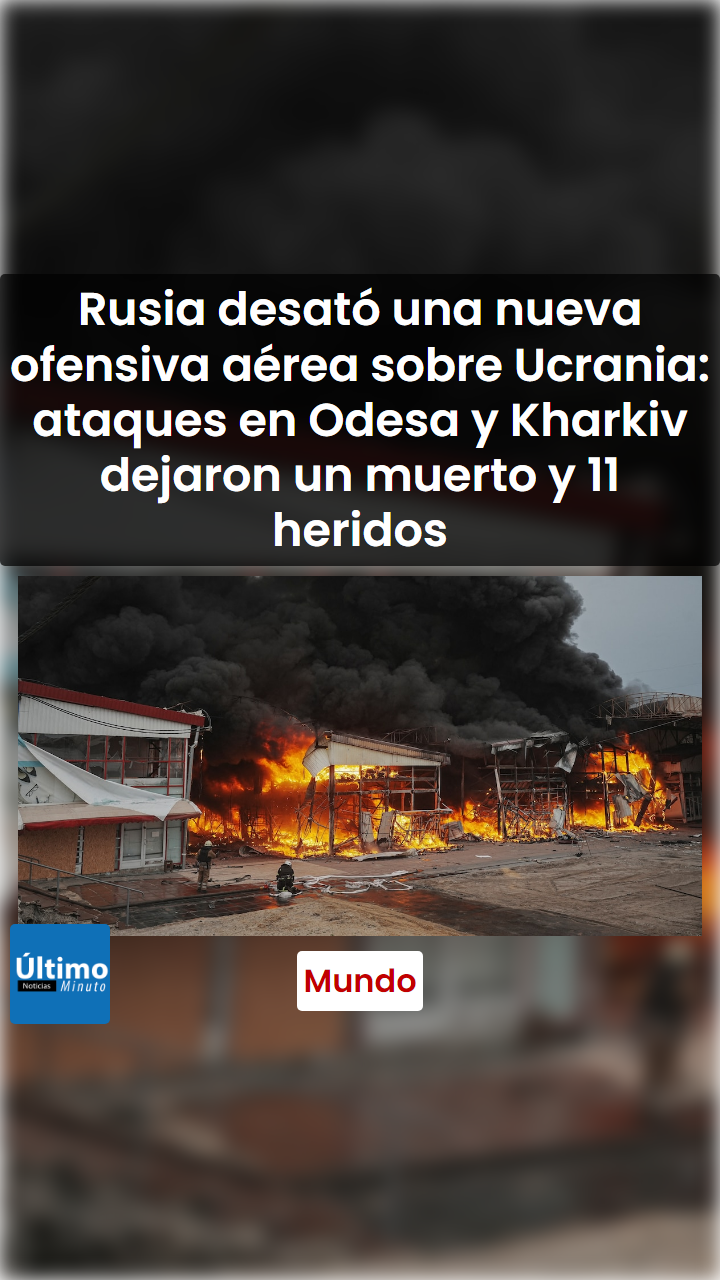 Rusia desató una nueva
ofensiva aérea sobre Ucrania:
ataques en Odesa y Kharkiv
dejaron un muerto y 11
heridos
Último
Noticias Minuto
Mundo